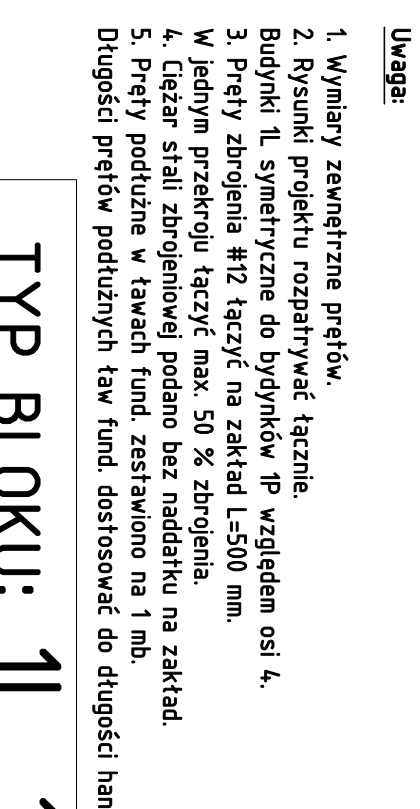 Uwaga:
1. Wymiary zewnętrzne prętów.
2. Rysunki projektu rozpatrywać łącznie.
Budynki 1L symetryczne do bydynków 1P względem osi 4.
3. Pręty zbrojenia #12 łączyć na zakład L=500 mm.
W jednym przekroju łączyć max. 50 % zbrojenia.
4. Ciężar stali zbrojeniowej podano bez naddatku na zakład.
5. Pręty podłużne w ławach fund. zestawiono na 1 mb.
Długości prętów podłużnych ław fund. dostosować do długości han
TYP BLOKU: